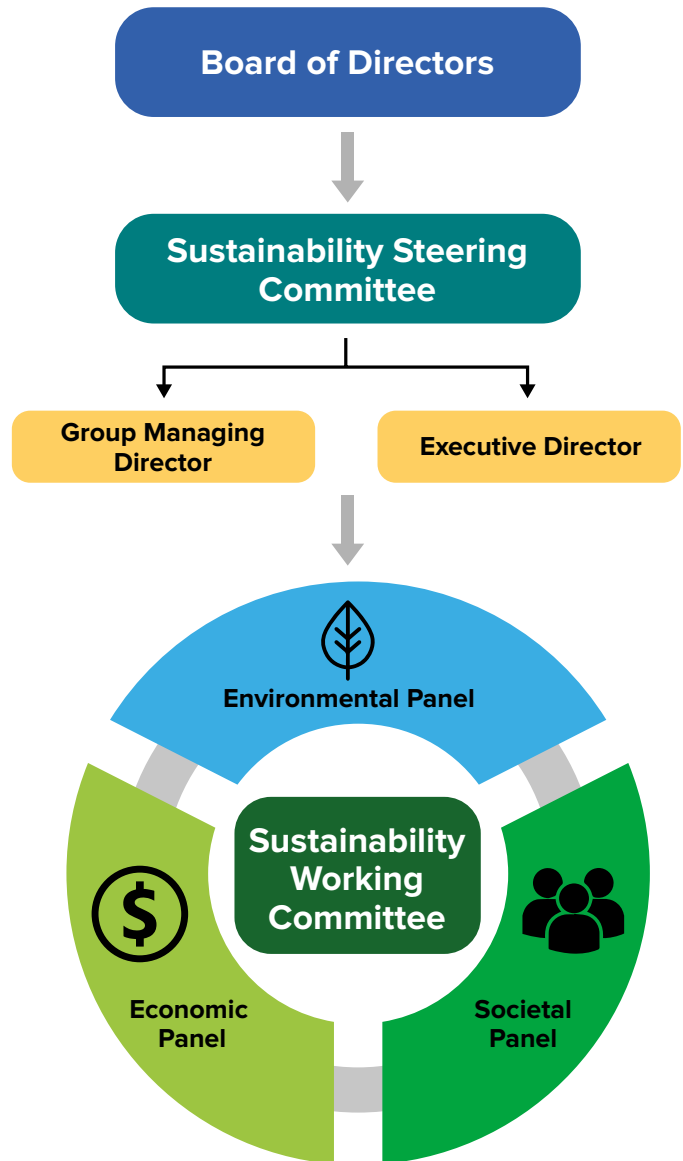 Board of Directors
Sustainability Steering
Committee
Group Managing
Director
Executive Director
Environmental Panel
Sustainability
Working
Committee
Economic
Panel
Societal
Panel